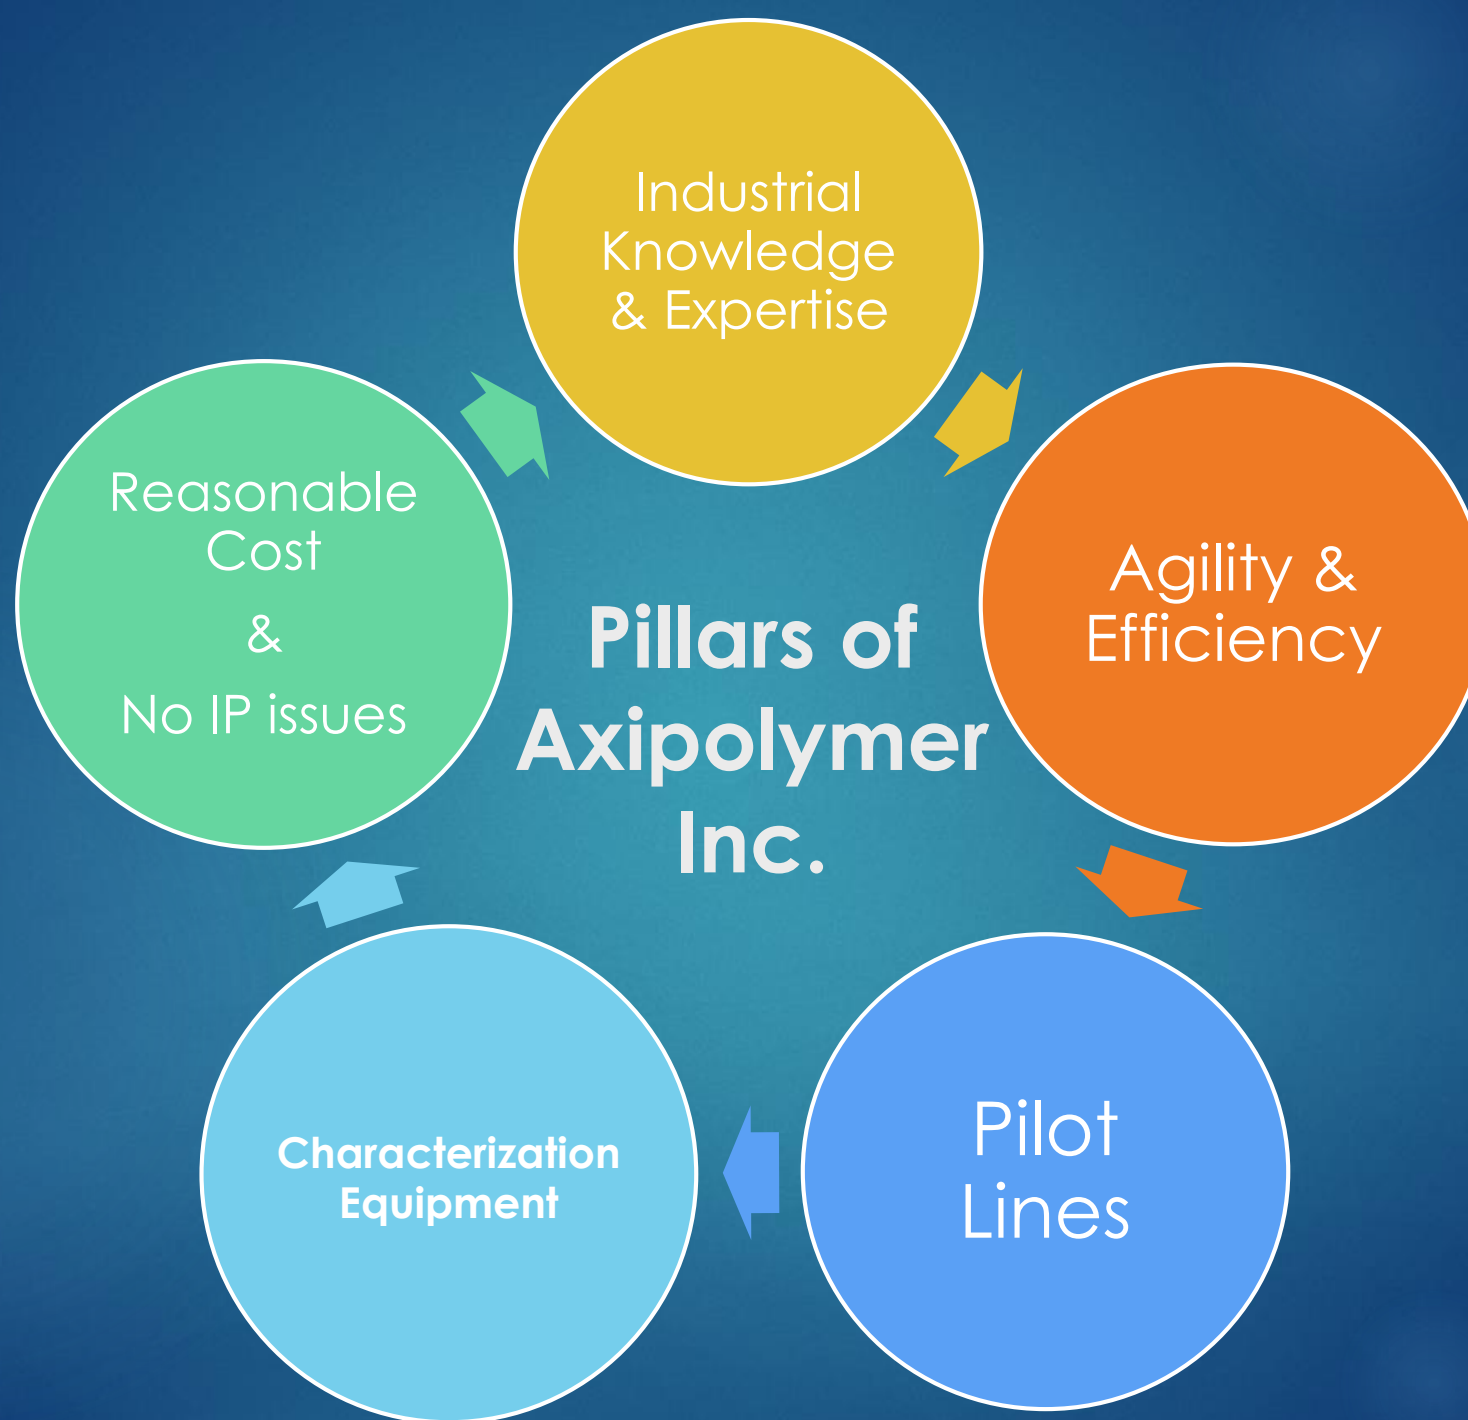 Industrial
Knowledge
& Expertise
Agility &
Efficiency
Pilot
Lines
Characterization
Equipment
Reasonable
Cost
&
No IP issues
Pillars of
Axipolymer
Inc.